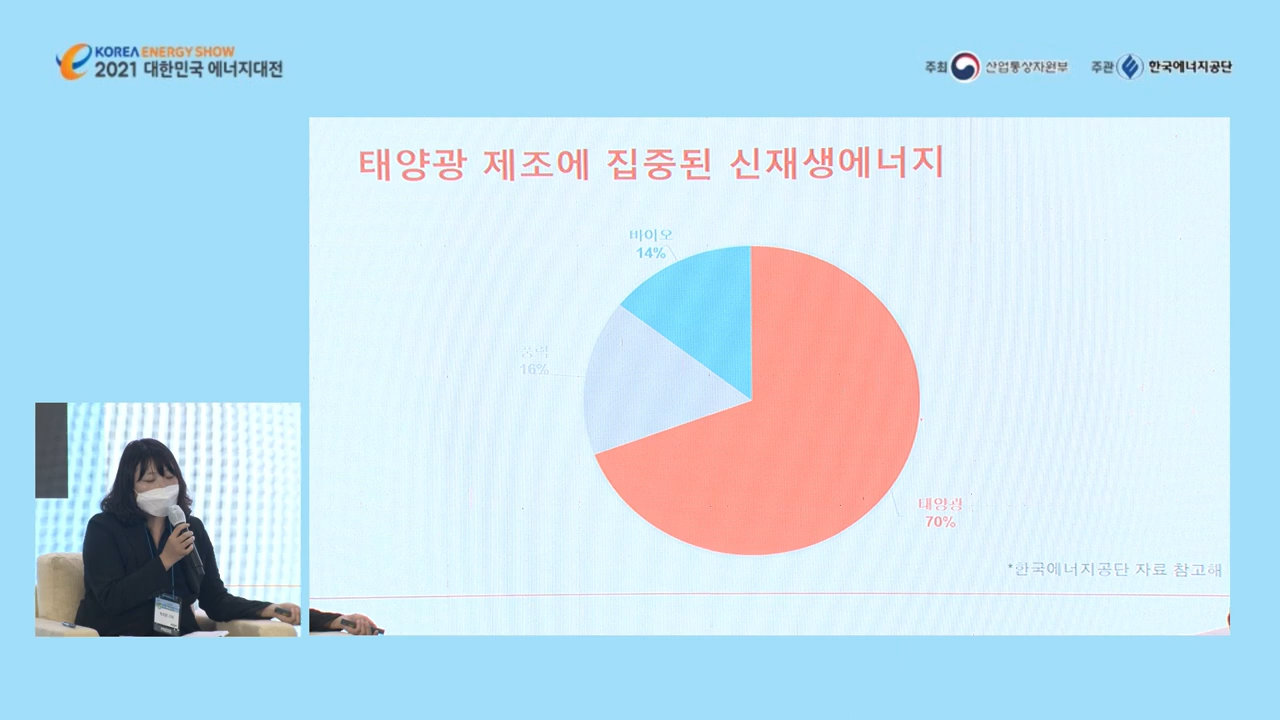 KOREA ENERGY SHOW
2021 대한민국 에너지대전
주최 산업통상자원부 주관 한국에너지공단
태양광 제조에 집중된 신재생에너지
바이오
14%
풍력
16%
태양광
70%
*한국에너지공단 자료 참고해